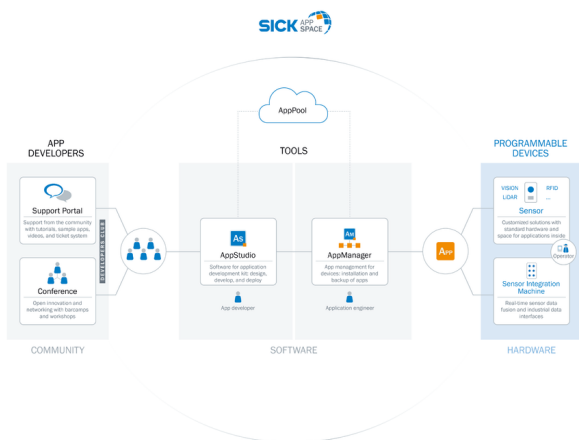 SICK APP SPACE
AppPool
APP
DEVELOPERS
TOOLS
PROGRAMMABLE
DEVICES
Support Portal
Support from the community
with tutorials, sample apps,
videos, and ticket system
Conference
Open innovation and
networking with barcamps
and workshops
DEVELOPERS CLUB
As
AppStudio
Software for application
development kit: design,
develop, and deploy
App developer
AM
AppManager
App management for
devices: installation and
backup of apps
Application engineer
APP
VISION
RFID
LiDAR
...
Sensor
Customized solutions with
standard hardware and
space for applications inside
Operator
Sensor Integration
Machine
Real-time sensor data
fusion and industrial data
interfaces
COMMUNITY
SOFTWARE
HARDWARE